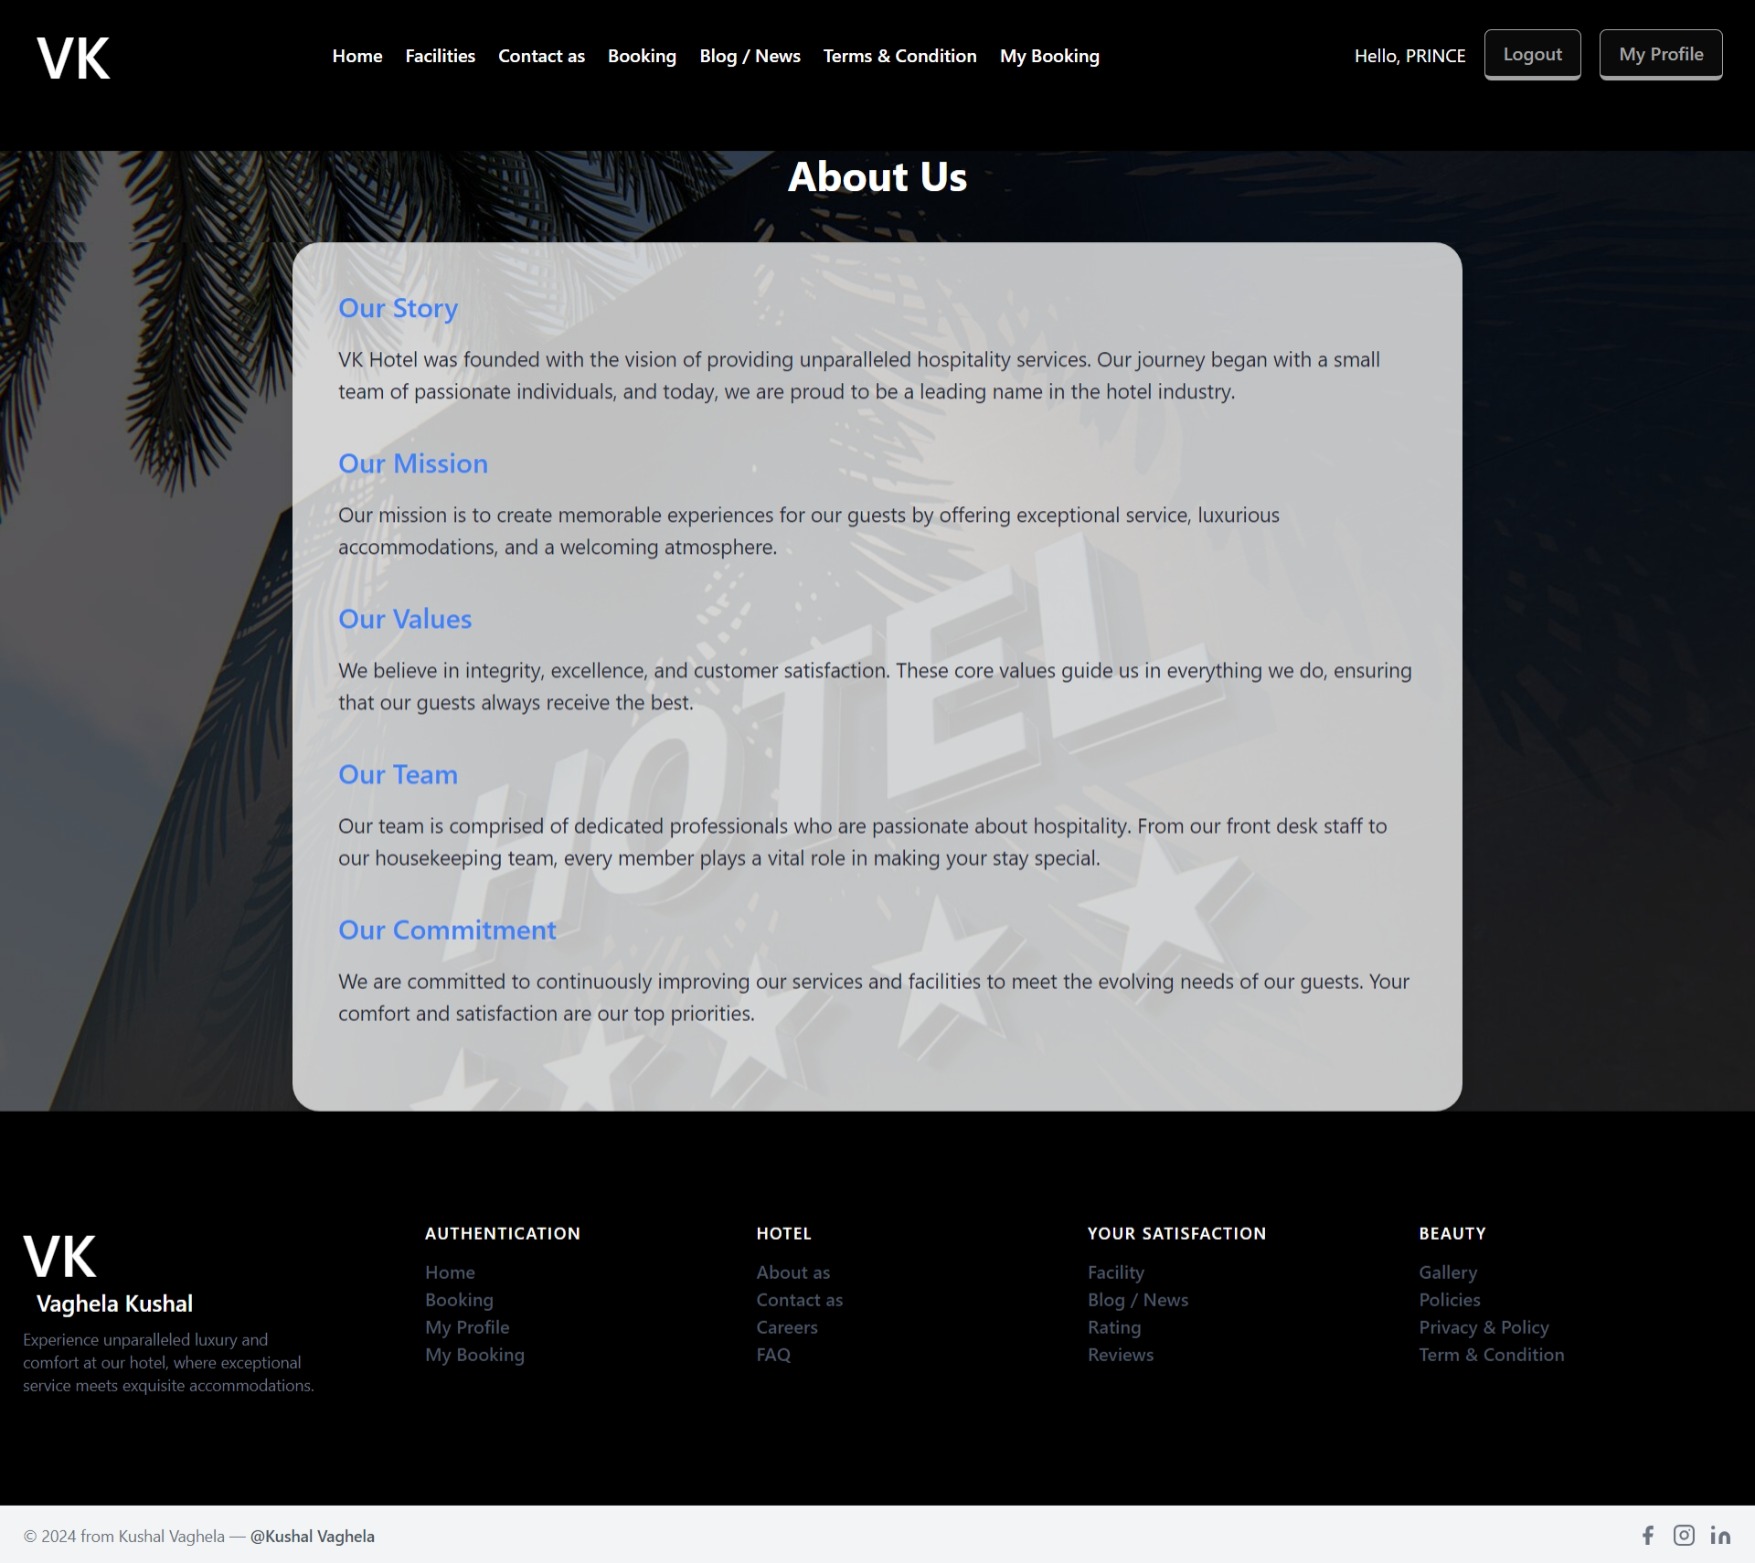 VK
Home Facilities Contact as Booking Blog / News Terms & Condition My Booking
Hello, PRINCE Logout My Profile
About Us
Our Story
VK Hotel was founded with the vision of providing unparalleled hospitality services. Our journey began with a small
team of passionate individuals, and today, we are proud to be a leading name in the hotel industry.
Our Mission
Our mission is to create memorable experiences for our guests by offering exceptional service, luxurious
accommodations, and a welcoming atmosphere.
Our Values
We believe in integrity, excellence, and customer satisfaction. These core values guide us in everything we do, ensuring
that our guests always receive the best.
Our Team
Our team is comprised of dedicated professionals who are passionate about hospitality. From our front desk staff to
our housekeeping team, every member plays a vital role in making your stay special.
Our Commitment
We are committed to continuously improving our services and facilities to meet the evolving needs of our guests. Your
comfort and satisfaction are our top priorities.
HOTEL
VK
Vaghela Kushal
Experience unparalleled luxury and
comfort at our hotel, where exceptional
service meets exquisite accommodations.
AUTHENTICATION
Home
Booking
My Profile
My Booking
HOTEL
About as
Contact as
Careers
FAQ
YOUR SATISFACTION
Facility
Blog / News
Rating
Reviews
BEAUTY
Gallery
Policies
Privacy & Policy
Term & Condition
© 2024 from Kushal Vaghela — @Kushal Vaghela